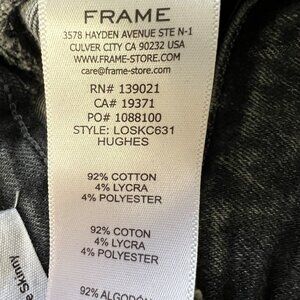 FRAME
3578 HAYDEN AVENUE STE N-1
CULVER CITY CA 90232 USA
WWW.FRAME-STORE.COM
care@frame-store.com
RN# 139021
CA# 19371
PO# 1088100
STYLE: LOSKC631
HUGHES
92% COTTON
4% LYCRA
4% POLYESTER
92% COTON
4% LYCRA
4% POLYESTER
92% ALGODÓN
Skinny